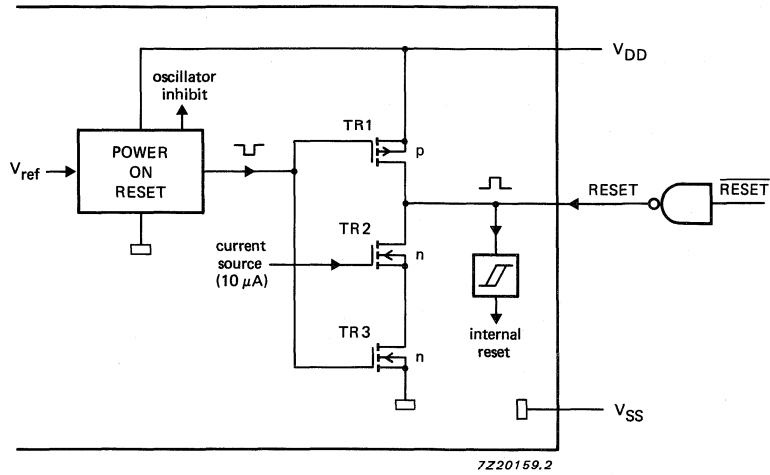 V_DD
oscillator
inhibit
TR1
POWER
ON
RESET
p
V_ref
RESET
R̅E̅S̅E̅T̅
TR2
current
source
(10 μA)
n
internal
reset
TR3
n
V_SS
7Z20159.2